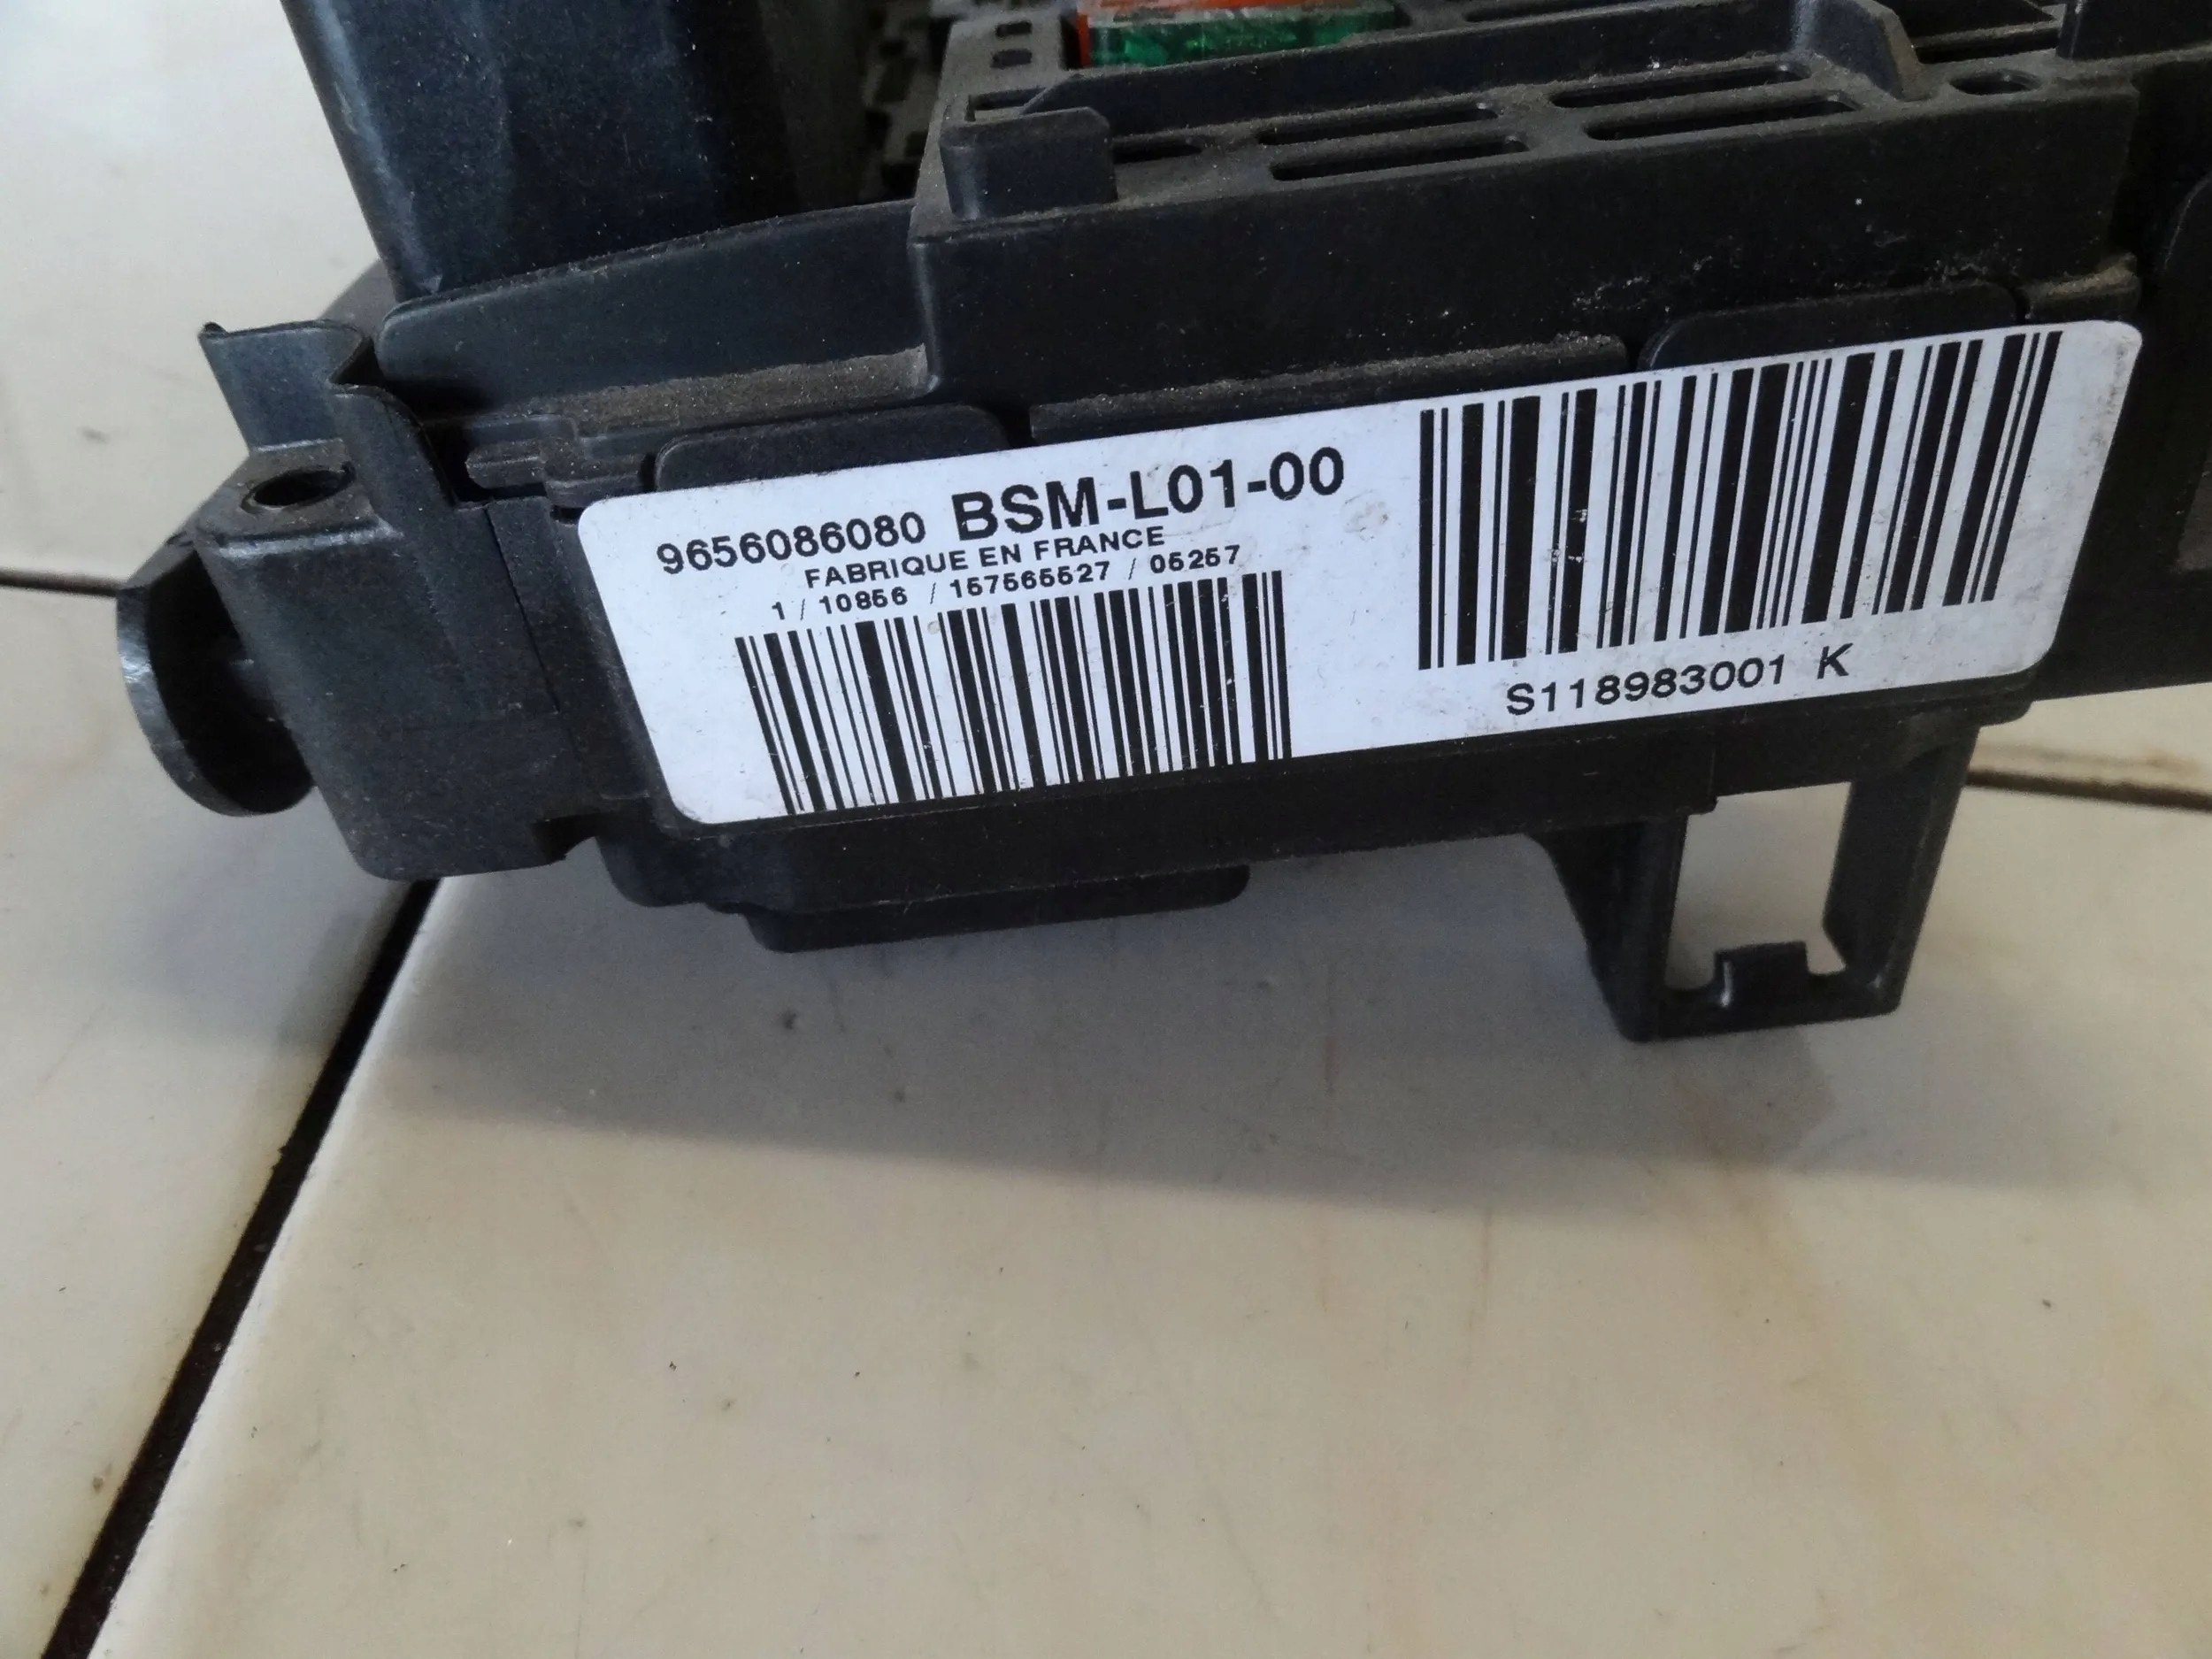 9656086080 BSM-L01-00
FABRIQUE EN FRANCE
1 / 10856 / 157565527 / 05257
S118983001 K